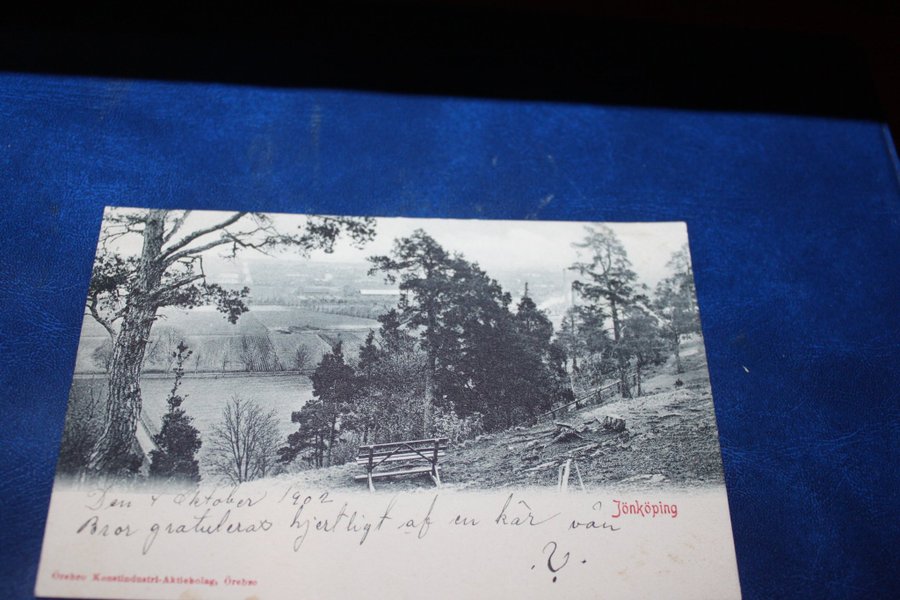 Den 4 Oktober 1902
Jönköping
Bror gratuleras hjertligt af en kär vän
.?.
Örebro Konstindustri-Aktiebolag, Örebro